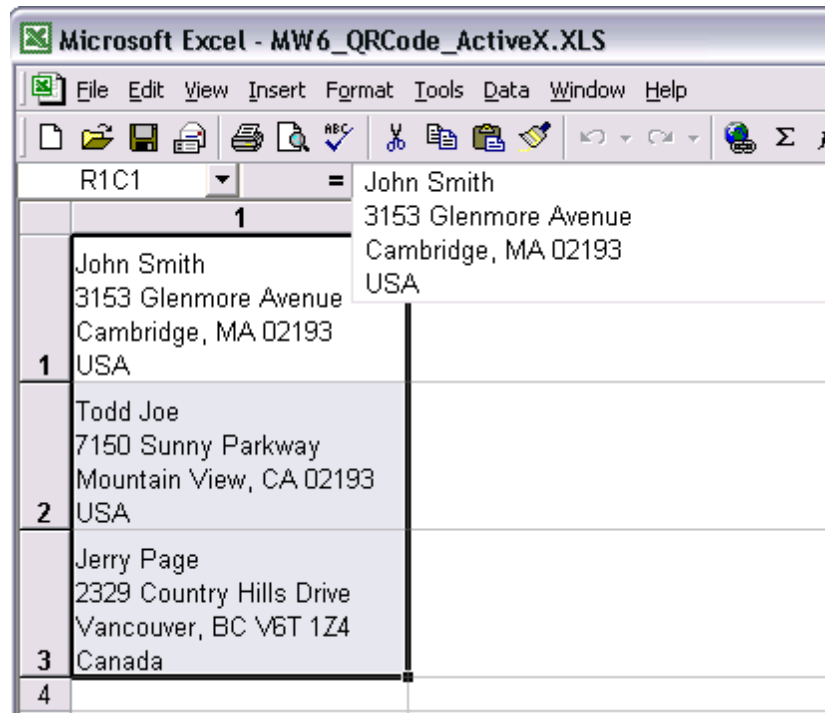 Microsoft Excel - MW6_QRCode_ActiveX.XLS
File Edit View Insert Format Tools Data Window Help
ABC Σ
R1C1 = John Smith
3153 Glenmore Avenue
Cambridge, MA 02193
USA
1
John Smith
3153 Glenmore Avenue
Cambridge, MA 02193
1 USA
Todd Joe
7150 Sunny Parkway
Mountain View, CA 02193
2 USA
Jerry Page
2329 Country Hills Drive
Vancouver, BC V6T 1Z4
3 Canada
4